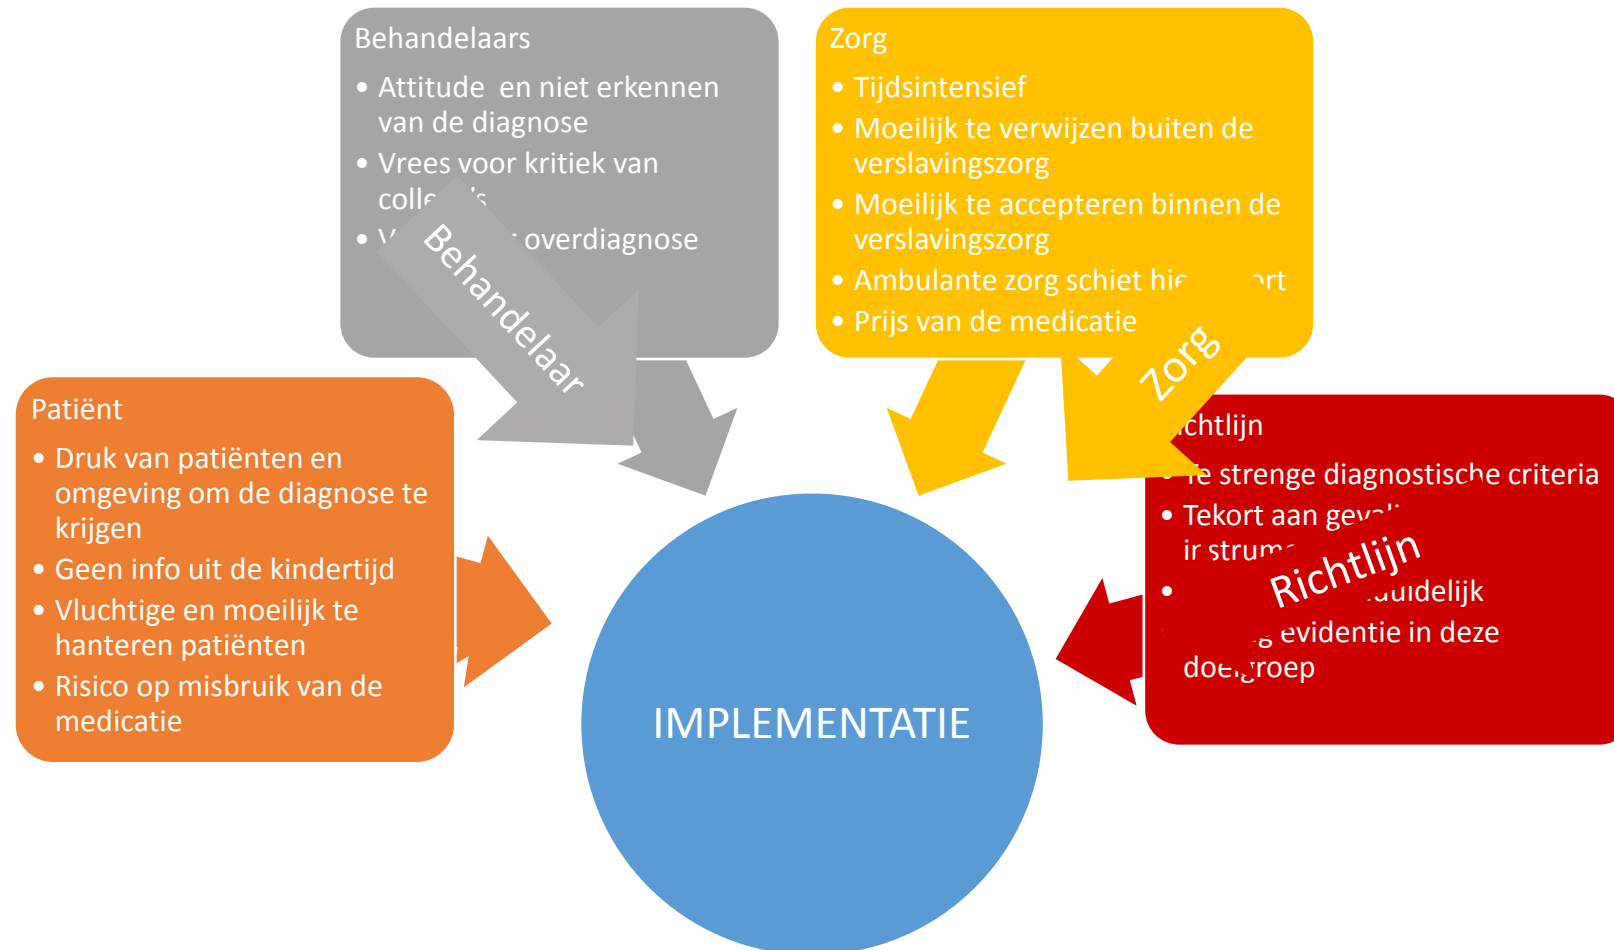 Behandelaars
• Attitude en niet erkennen
van de diagnose
• Vrees voor kritiek van
• overdiagnose
Behandelaar
Zorg
• Tijdsintensief
• Moeilijk te verwijzen buiten de
verslavingszorg
• Moeilijk te accepteren binnen de
verslavingszorg
• Ambulante zorg schiet
• Prijs van de medicatie
Zorg
Patiënt
• Druk van patiënten en
omgeving om de diagnose te
krijgen
• Geen info uit de kindertijd
• Vluchtige en moeilijk te
hanteren patiënten
• Risico op misbruik van de
medicatie
• Te strenge diagnostische criteria
• Tekort aan
•
• evidentie in deze
doelgroep
Richtlijn
IMPLEMENTATIE